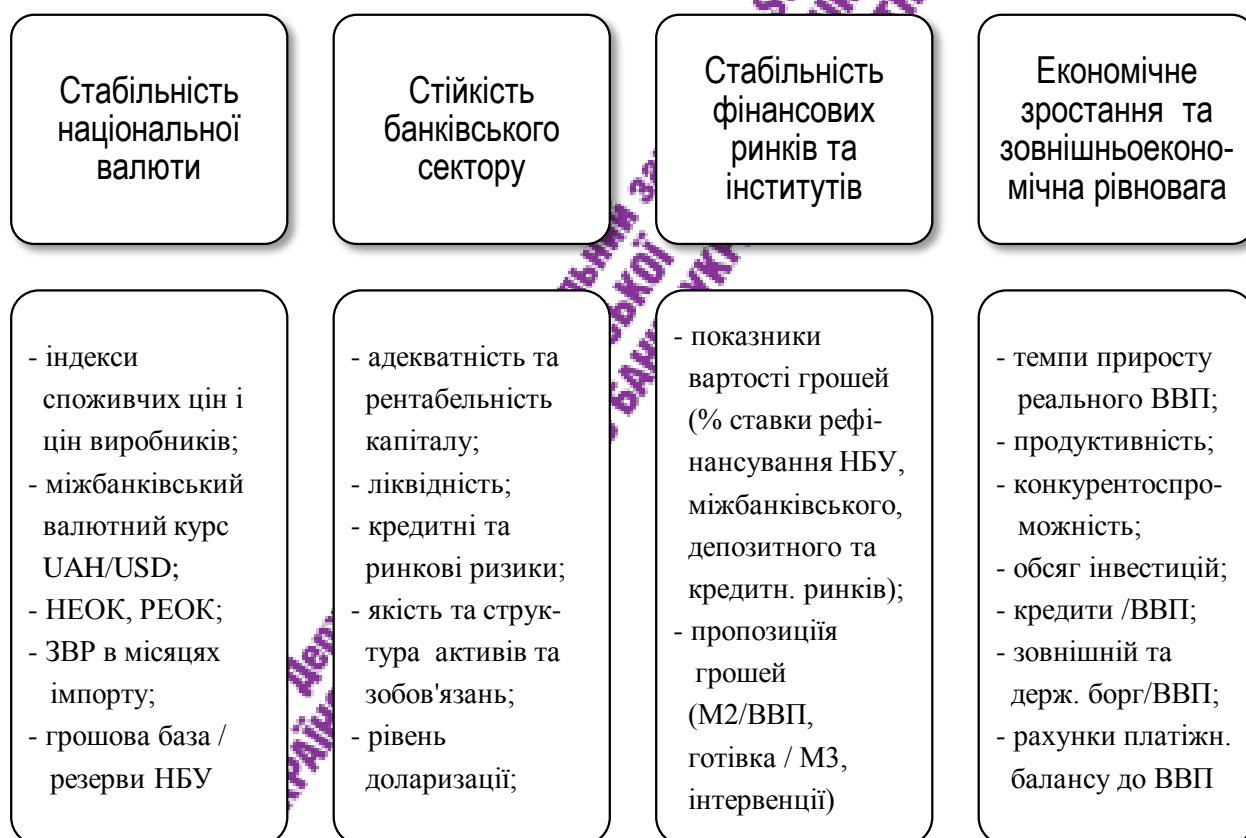 Стабільність
національної
валюти
Стійкість
банківського
сектору
Стабільність
фінансових
ринків та
інститутів
Економічне
зростання та
зовнішньоеконо-
мічна рівновага
- індекси
споживчих цін і
цін виробників;
- міжбанківський
валютний курс
UAH/USD;
- НЕОК, РЕОК;
- ЗВР в місяцях
імпорту;
- грошова база /
резерви НБУ
- адекватність та
рентабельність
капіталу;
- ліквідність;
- кредитні та
ринкові ризики;
- якість та струк-
тура активів та
зобов'язань;
- рівень
доларизації;
- показники
вартості грошей
(% ставки рефі-
нансування НБУ,
міжбанківського,
депозитного та
кредитн. ринків);
- пропозиціїя
грошей
(М2/ВВП,
готівка / М3,
інтервенції)
- темпи приросту
реального ВВП;
- продуктивність;
- конкурентоспро-
можність;
- обсяг інвестицій;
- кредити /ВВП;
- зовнішній та
держ. борг/ВВП;
- рахунки платіжн.
балансу до ВВП